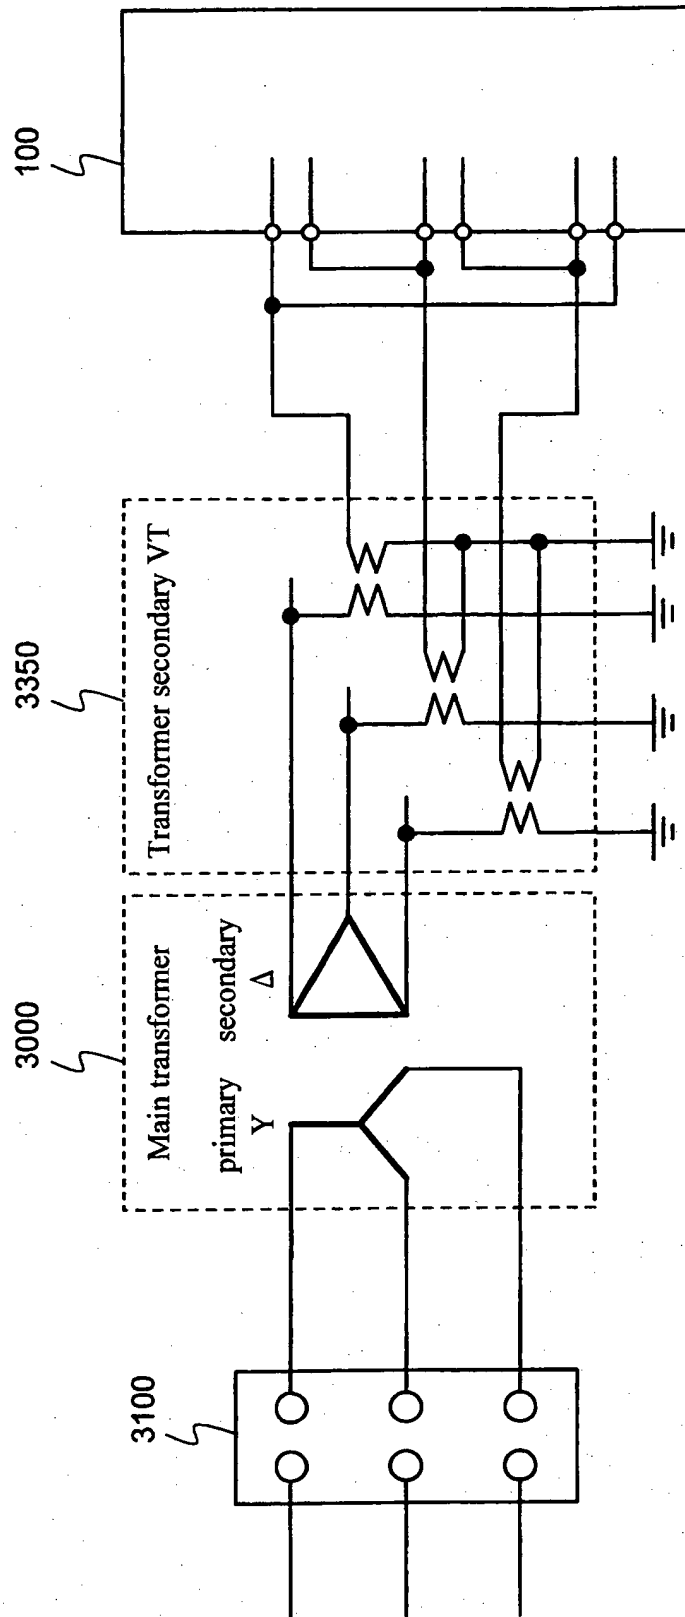 3100
3000
Main transformer
primary secondary
Y Δ
3350
Transformer secondary VT
100